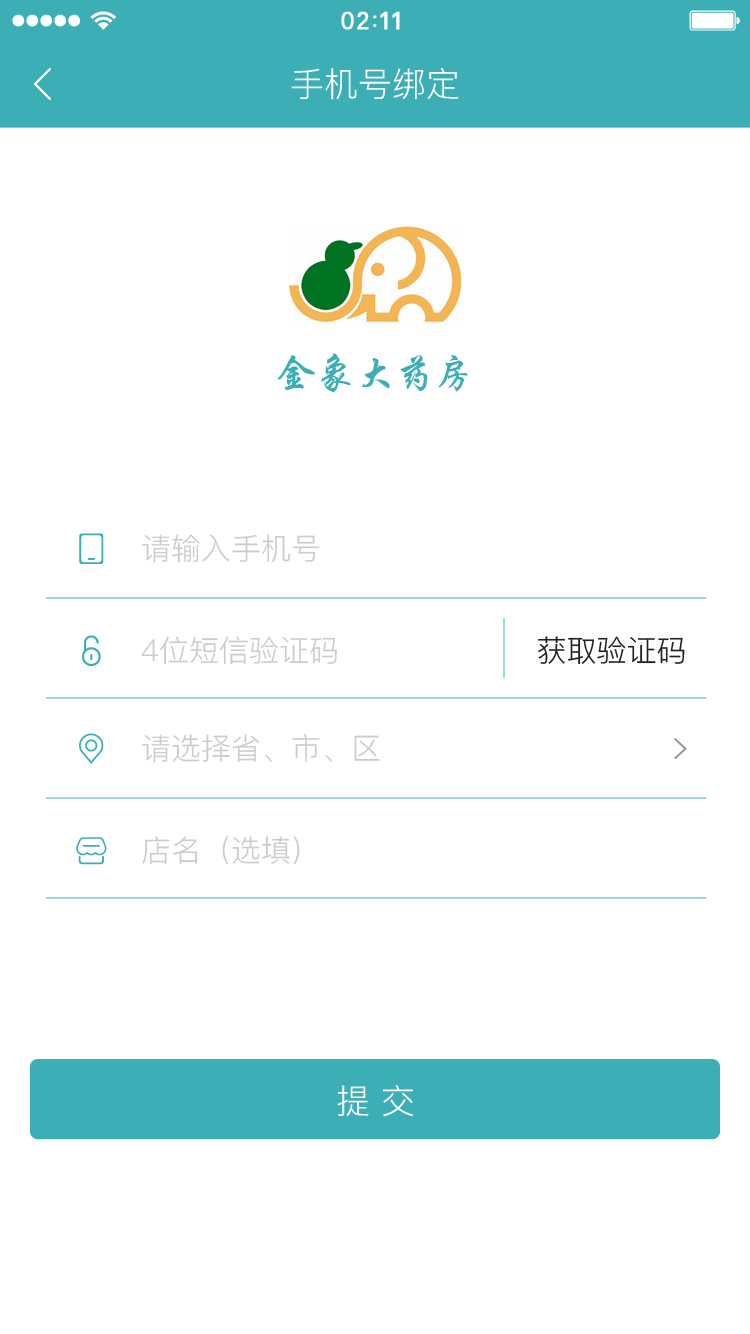 02:11
手机号绑定
金象大药房
请输入手机号
4位短信验证码 获取验证码
请选择省、市、区
店名（选填）
提 交